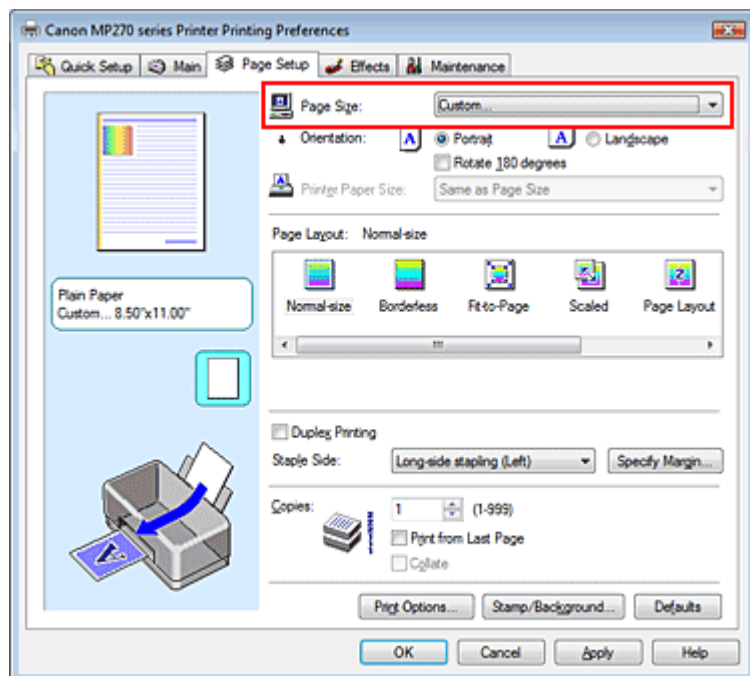 Canon MP270 series Printer Printing Preferences
Quick Setup Main Page Setup Effects Maintenance
Page Size: Custom...
Orientation: A Portrait A Landscape
Rotate 180 degrees
Printer Paper Size: Same as Page Size
Page Layout: Normal-size
Normal-size Borderless Fit-to-Page Scaled Page Layout
Plain Paper
Custom... 8.50"x11.00"
Duplex Printing
Staple Side: Long-side stapling (Left) Specify Margin...
Copies: 1 (1-999)
Print from Last Page
Collate
Print Options... Stamp/Background... Defaults
OK Cancel Apply Help